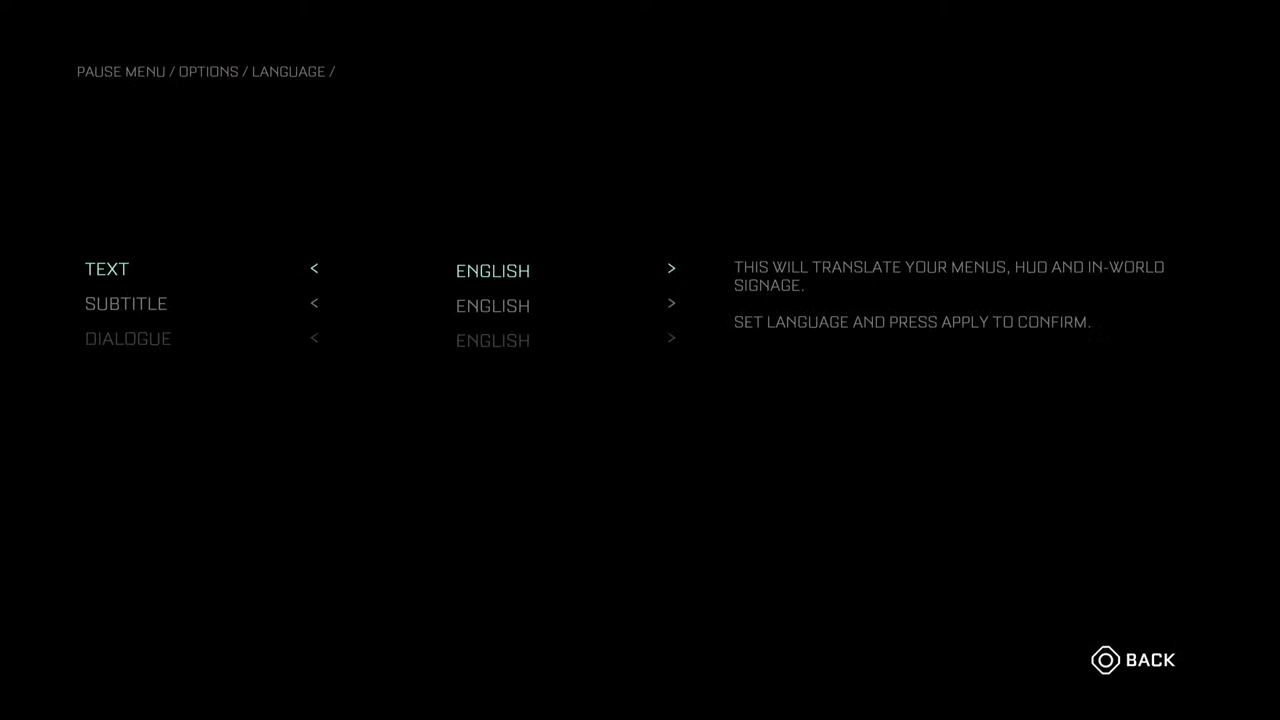 PAUSE MENU / OPTIONS / LANGUAGE /
TEXT < ENGLISH >
SUBTITLE < ENGLISH >
DIALOGUE < ENGLISH >
THIS WILL TRANSLATE YOUR MENUS, HUD AND IN-WORLD
SIGNAGE.
SET LANGUAGE AND PRESS APPLY TO CONFIRM.
BACK